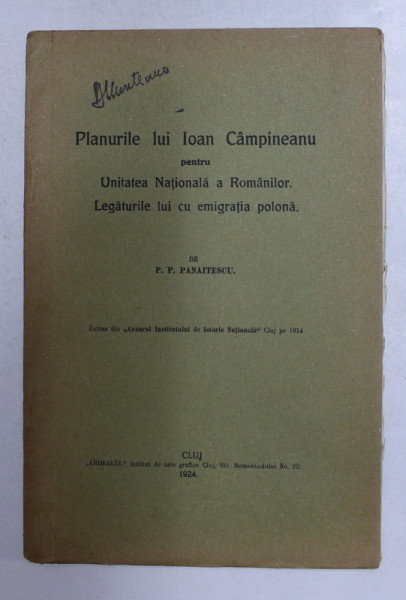 Planurile lui Ioan Câmpineanu
pentru
Unitatea Națională a Românilor.
Legăturile lui cu emigrația polonă.
DE
P. P. PANAITESCU.
Extras din „Anuarul Institutului de Istorie Națională“ Cluj pe 1914
CLUJ
„ARDEALUL“ institut de arte grafice Cluj, Str. Memorandului No. 22.
1924.